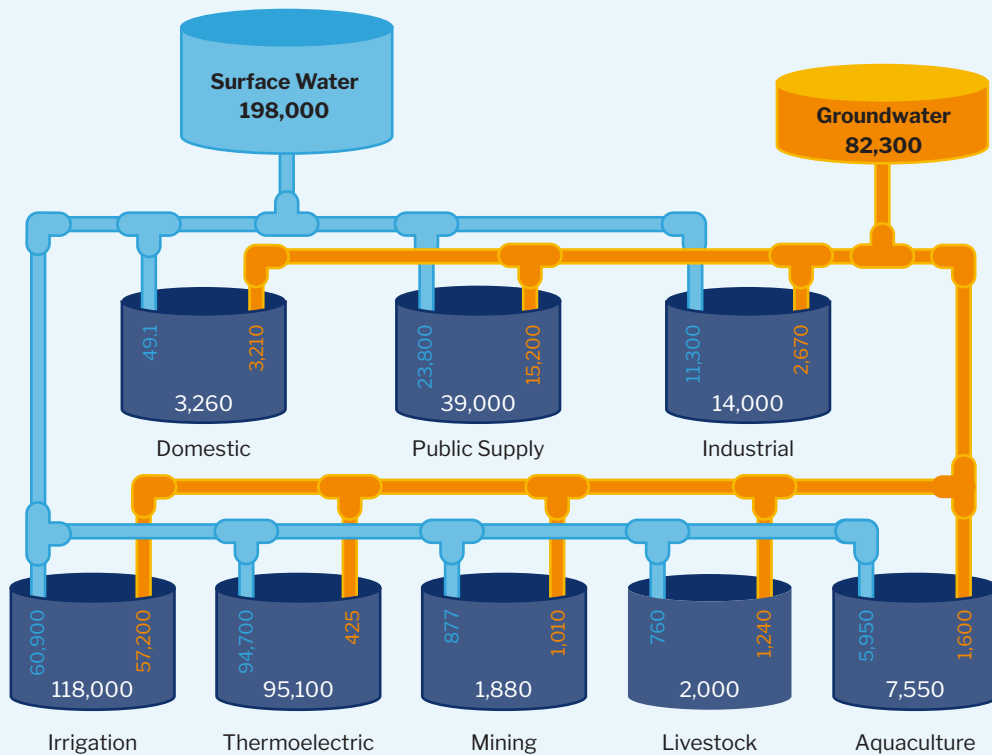 Surface Water
198,000
Groundwater
82,300
49.1
3,210
3,260
Domestic
23,800
15,200
39,000
Public Supply
11,300
2,670
14,000
Industrial
60,900
57,200
118,000
Irrigation
94,700
425
95,100
Thermoelectric
877
1,010
1,880
Mining
760
1,240
2,000
Livestock
5,950
1,600
7,550
Aquaculture